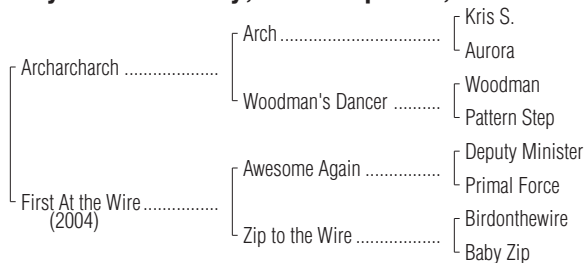 Kris S.
Arch
Aurora
Archarcharch
Woodman
Woodman's Dancer
Pattern Step
Deputy Minister
Awesome Again
Primal Force
First At the Wire
(2004)
Birdonthewire
Zip to the Wire
Baby Zip